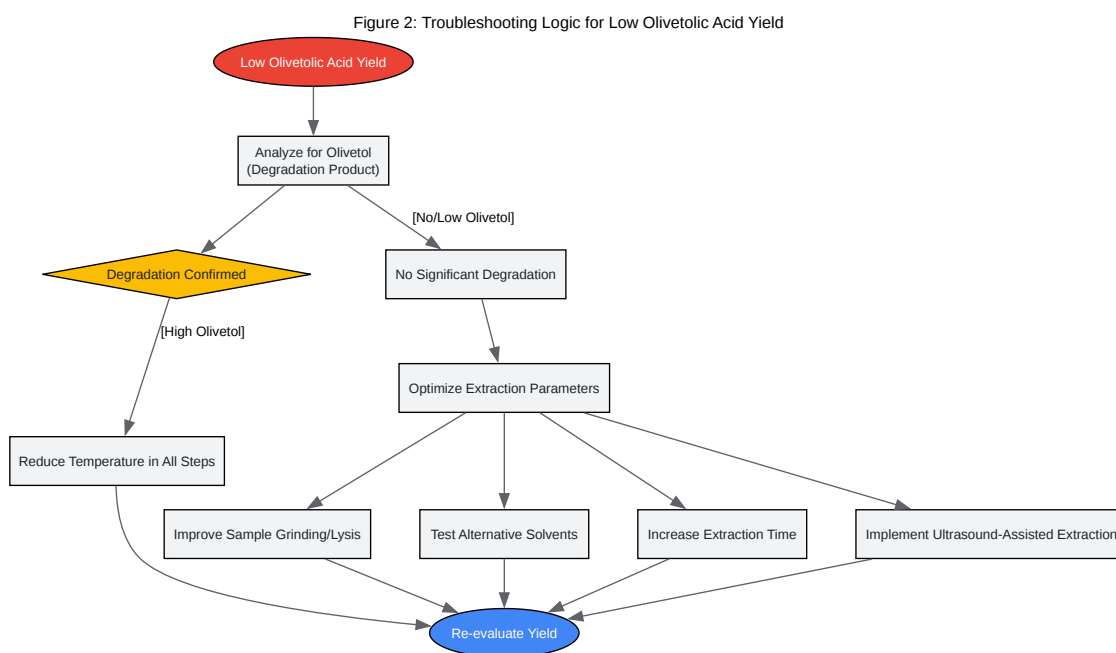 Figure 2: Troubleshooting Logic for Low Olivetolic Acid Yield
Low Olivetolic Acid Yield
Analyze for Olivetol
(Degradation Product)
[No/Low Olivetol]
Degradation Confirmed
No Significant Degradation
[High Olivetol]
Optimize Extraction Parameters
Reduce Temperature in All Steps
Improve Sample Grinding/Lysis
Test Alternative Solvents
Increase Extraction Time
Implement Ultrasound-Assisted Extraction
Re-evaluate Yield